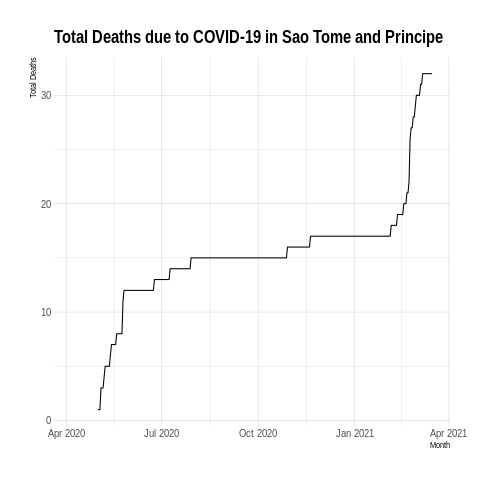 Total Deaths due to COVID-19 in Sao Tome and Principe
Total Deaths
30
20
10
0
Apr 2020 Jul 2020 Oct 2020 Jan 2021 Apr 2021
Month